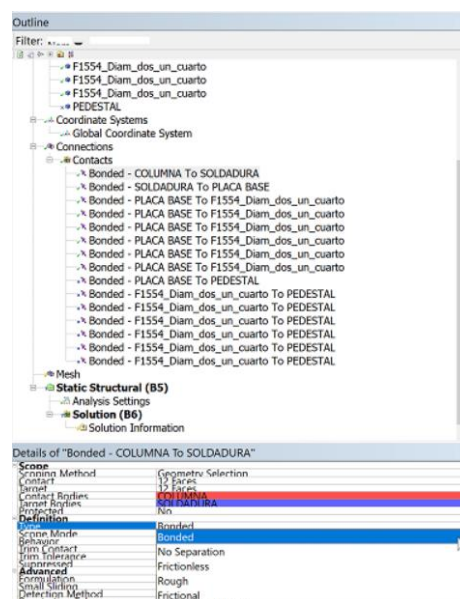 Outline
Filter:
F1554_Diam_dos_un_cuarto
F1554_Diam_dos_un_cuarto
F1554_Diam_dos_un_cuarto
PEDESTAL
Coordinate Systems
Global Coordinate System
Connections
Contacts
Bonded - COLUMNA To SOLDADURA
Bonded - SOLDADURA To PLACA BASE
Bonded - PLACA BASE To F1554_Diam_dos_un_cuarto
Bonded - PLACA BASE To F1554_Diam_dos_un_cuarto
Bonded - PLACA BASE To F1554_Diam_dos_un_cuarto
Bonded - PLACA BASE To F1554_Diam_dos_un_cuarto
Bonded - PLACA BASE To F1554_Diam_dos_un_cuarto
Bonded - PLACA BASE To F1554_Diam_dos_un_cuarto
Bonded - PLACA BASE To PEDESTAL
Bonded - F1554_Diam_dos_un_cuarto To PEDESTAL
Bonded - F1554_Diam_dos_un_cuarto To PEDESTAL
Bonded - F1554_Diam_dos_un_cuarto To PEDESTAL
Bonded - F1554_Diam_dos_un_cuarto To PEDESTAL
Bonded - F1554_Diam_dos_un_cuarto To PEDESTAL
Bonded - F1554_Diam_dos_un_cuarto To PEDESTAL
Mesh
Static Structural (B5)
Analysis Settings
Solution (B6)
Solution Information
Details of "Bonded - COLUMNA To SOLDADURA"
Scope
Scoping Method Geometry Selection
Contact 12 Faces
Target 12 Faces
Contact Bodies COLUMNA
Target Bodies SOLDADURA
Protected No
Definition
Type Bonded
Scope Mode Bonded
Behavior
Trim Contact No Separation
Trim Tolerance
Suppressed Frictionless
Advanced
Formulation Rough
Small Sliding
Detection Method Frictional